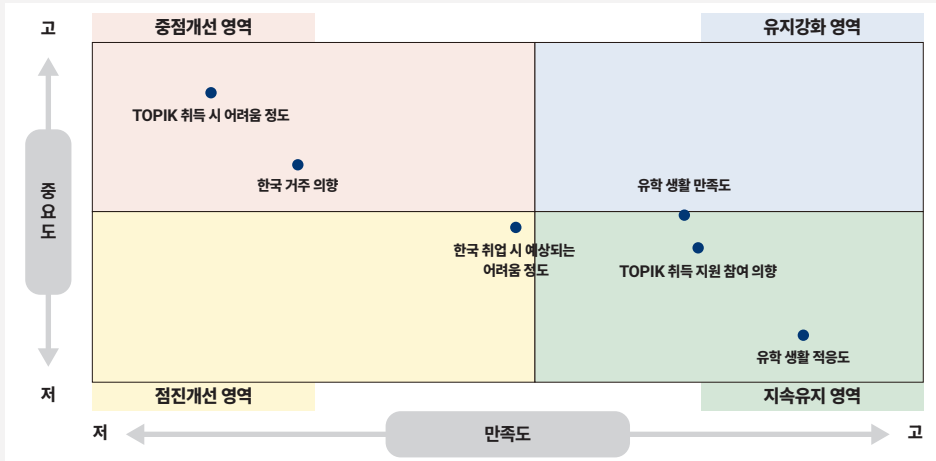 고
중점개선 영역
유지강화 영역
TOPIK 취득 시 어려움 정도
한국 거주 의향
유학 생활 만족도
중요도
한국 취업 시 예상되는
어려움 정도
TOPIK 취득 지원 참여 의향
유학 생활 적응도
저
점진개선 영역
지속유지 영역
저
만족도
고